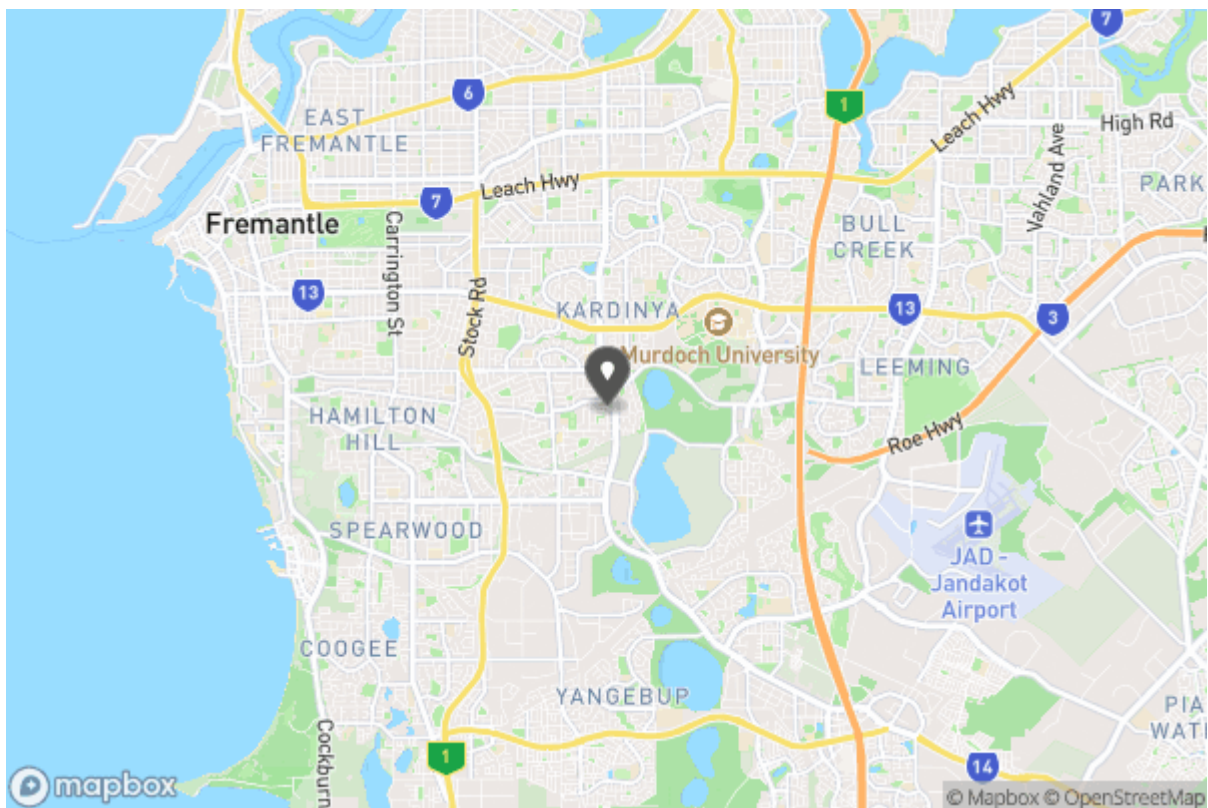 7
6
1
EAST
FREMANTLE
Leach Hwy
High Rd
Vahland Ave
PARK
Leach Hwy
7
Fremantle
Carrington St
BULL
CREEK
13
Stock Rd
KARDINYA
13
3
Murdoch University
LEEMING
HAMILTON
HILL
Roe Hwy
SPEARWOOD
JAD -
Jandakot
Airport
COOGEE
YANGEBUP
PIA
WAT
Cockburn
1
14
mapbox
© Mapbox © OpenStreetMap